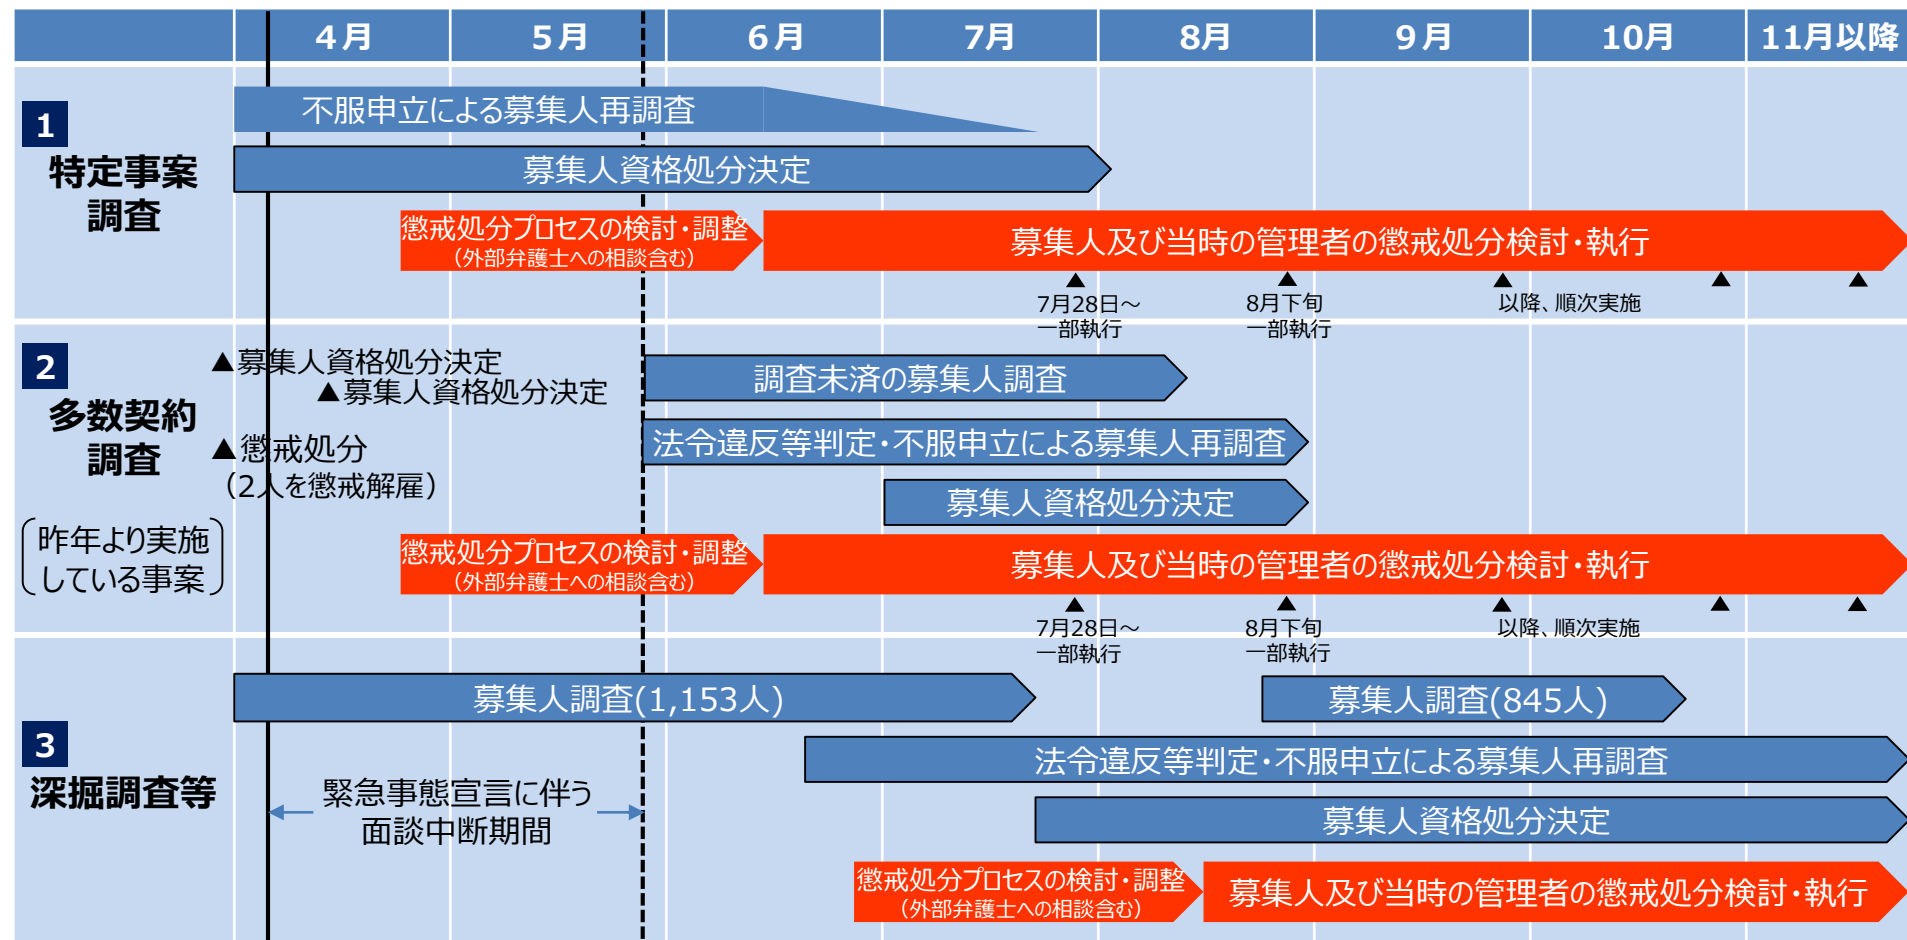 4月
5月
6月
7月
8月
9月
10月
11月以降
1
特定事案
調査
不服申立による募集人再調査
募集人資格処分決定
懲戒処分プロセスの検討・調整
（外部弁護士への相談含む）
募集人及び当時の管理者の懲戒処分検討・執行
▲
▲
▲
▲
▲
7月28日～
一部執行
8月下旬
一部執行
以降、順次実施
2
多数契約
調査
昨年より実施
している事案
▲募集人資格処分決定
▲募集人資格処分決定
▲懲戒処分
（2人を懲戒解雇）
調査未済の募集人調査
法令違反等判定・不服申立による募集人再調査
募集人資格処分決定
懲戒処分プロセスの検討・調整
（外部弁護士への相談含む）
募集人及び当時の管理者の懲戒処分検討・執行
▲
▲
▲
▲
▲
7月28日～
一部執行
8月下旬
一部執行
以降、順次実施
3
深掘調査等
募集人調査(1,153人)
募集人調査(845人)
法令違反等判定・不服申立による募集人再調査
緊急事態宣言に伴う
面談中断期間
募集人資格処分決定
懲戒処分プロセスの検討・調整
（外部弁護士への相談含む）
募集人及び当時の管理者の懲戒処分検討・執行